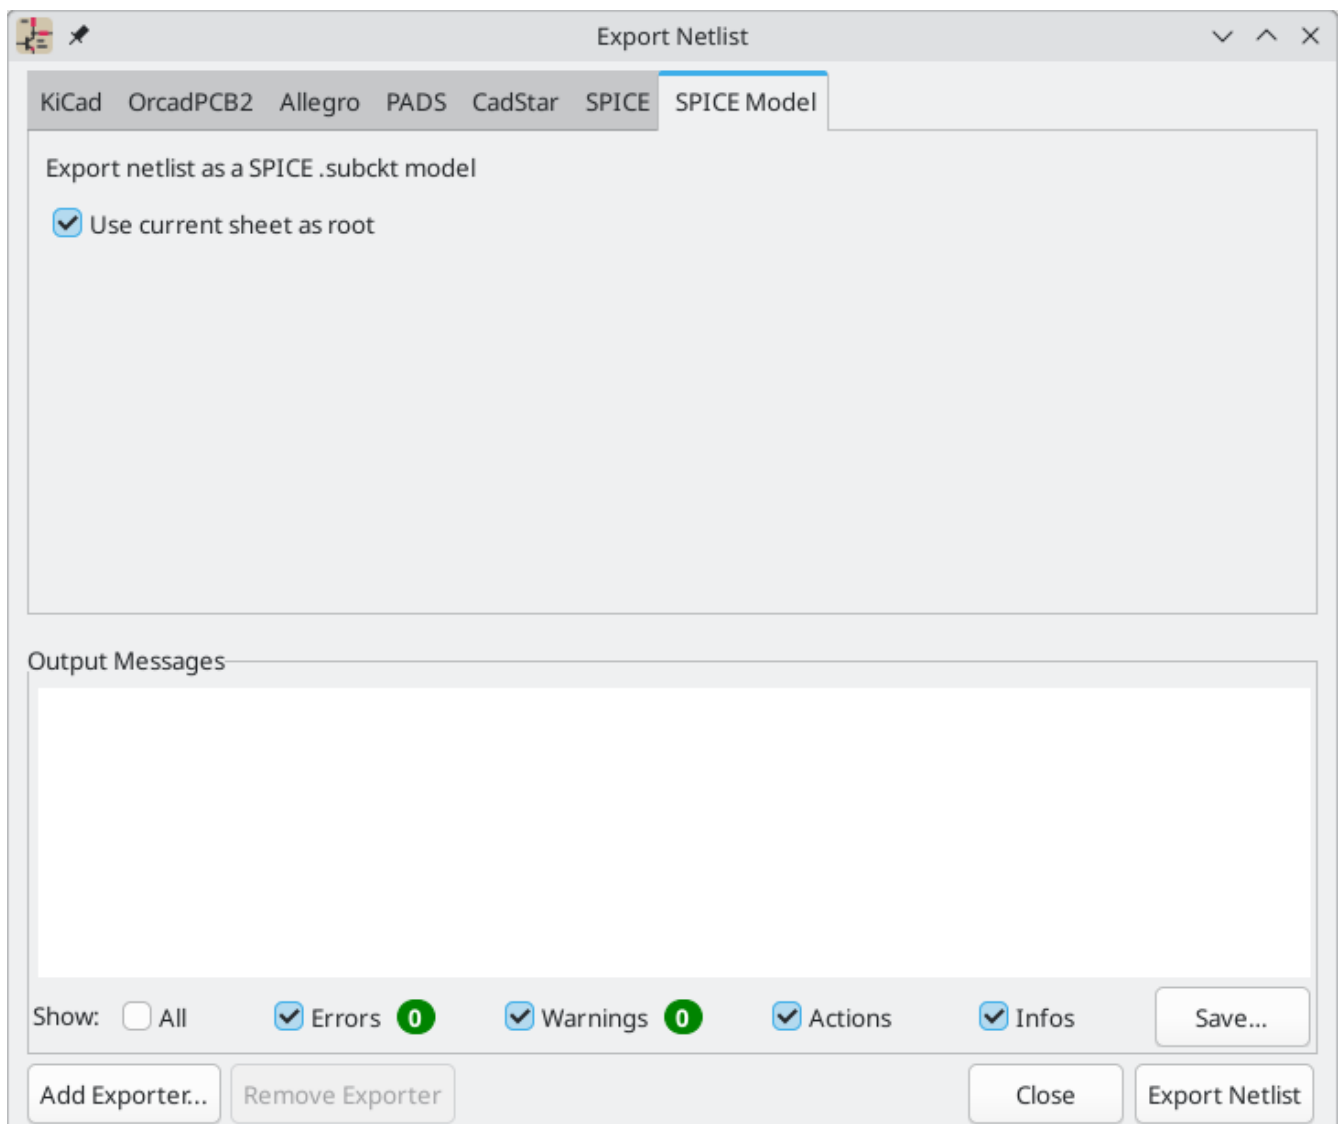 Export Netlist
KiCad OrcadPCB2 Allegro PADS CadStar SPICE SPICE Model
Export netlist as a SPICE .subckt model
Use current sheet as root
Output Messages
Show: All Errors 0 Warnings 0 Actions Infos Save...
Add Exporter... Remove Exporter Close Export Netlist